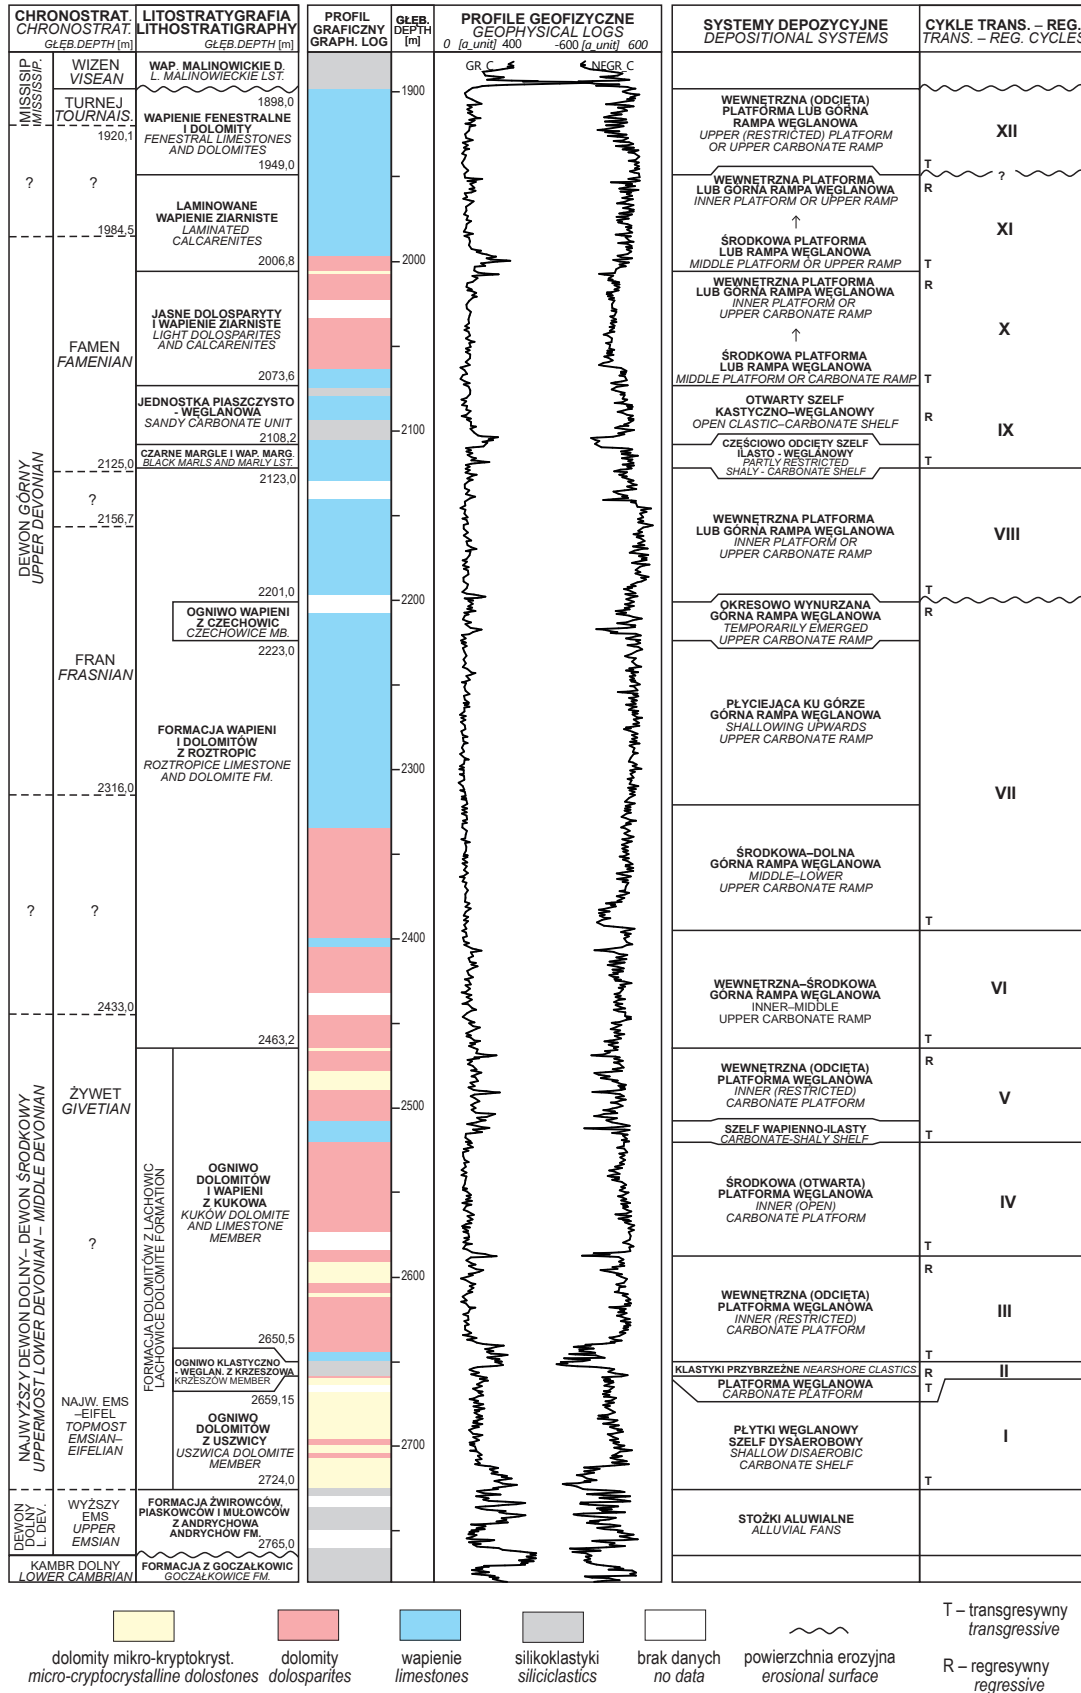 CHRONOSTRAT.
CHRONOSTRAT.
GŁĘB.DEPTH [m]
LITOSTRATYGRAFIA
LITHOSTRATIGRAPHY
GŁĘB.DEPTH [m]
PROFIL
GRAFICZNY
GRAPH. LOG
GŁĘB.
DEPTH
[m]
PROFILE GEOFIZYCZNE
GEOPHYSICAL LOGS
0 [a_unit] 400
-600 [a_unit] 600
SYSTEMY DEPOZYCYJNE
DEPOSITIONAL SYSTEMS
CYKLE TRANS. – REG.
TRANS. – REG. CYCLES
MISSISIP
MISSISSIP.
WIZEN
VISEAN
TURNEJ
TOURNAIS.
1920,1
?
?
1984,5
DEWON GÓRNY
UPPER DEVONIAN
FAMEN
FAMENIAN
2125,0
?
2156,7
FRAN
FRASNIAN
2316,0
?
?
2433,0
NAJWYŻSZY DEWON DOLNY– DEWON ŚRODKOWY
UPPERMOST LOWER DEVONIAN – MIDDLE DEVONIAN
ŻYWET
GIVETIAN
?
NAJW. EMS
–EIFEL
TOPMOST
EMSIAN–
EIFELIAN
DEWON
DOLNY
L. DEV.
WYŻSZY
EMS
UPPER
EMSIAN
KAMBR DOLNY
LOWER CAMBRIAN
WAP. MALINOWICKIE D.
L. MALINOWIECKIE LST.
1898,0
WAPIENIE FENESTRALNE
I DOLOMITY
FENESTRAL LIMESTONES
AND DOLOMITES
1949,0
LAMINOWANE
WAPIENIE ZIARNISTE
LAMINATED
CALCARENITES
2006,8
JASNE DOLOSPARYTY
I WAPIENIE ZIARNISTE
LIGHT DOLOSPARITES
AND CALCARENITES
2073,6
JEDNOSTKA PIASZCZYSTO
- WĘGLANOWA
SANDY CARBONATE UNIT
2108,2
CZARNE MARGLE I WAP. MARG.
BLACK MARLS AND MARLY LST.
2123,0
2201,0
OGNIWO WAPIENI
Z CZECHOWIC
CZECHOWICE MB.
2223,0
FORMACJA WAPIENI
I DOLOMITÓW
Z ROZTROPIC
ROZTROPICE LIMESTONE
AND DOLOMITE FM.
2463,2
FORMACJA DOLOMITÓW Z LACHOWIC
LACHOWICE DOLOMITE FORMATION
OGNIWO
DOLOMITÓW
I WAPIENI
Z KUKOWA
KUKÓW DOLOMITE
AND LIMESTONE
MEMBER
2650,5
OGNIWO KLASTYCZNO
- WĘGLAN. Z KRZESZOWA
KRZESZÓW MEMBER
2659,15
OGNIWO
DOLOMITÓW
Z USZWICY
USZWICA DOLOMITE
MEMBER
2724,0
FORMACJA ŻWIROWCÓW,
PIASKOWCÓW I MUŁOWCÓW
Z ANDRYCHOWA
ANDRYCHÓW FM.
2765,0
FORMACJA Z GOCZAŁKOWIC
GOCZAŁKOWICE FM.
1900
2000
2100
2200
2300
2400
2500
2600
2700
GR_C
NEGR_C
WEWNĘTRZNA (ODCIĘTA)
PLATFORMA LUB GÓRNA
RAMPA WĘGLANOWA
UPPER (RESTRICTED) PLATFORM
OR UPPER CARBONATE RAMP
WEWNĘTRZNA PLATFORMA
LUB GÓRNA RAMPA WĘGLANOWA
INNER PLATFORM OR UPPER RAMP
↑
ŚRODKOWA PLATFORMA
LUB RAMPA WĘGLANOWA
MIDDLE PLATFORM OR UPPER RAMP
WEWNĘTRZNA PLATFORMA
LUB GÓRNA RAMPA WĘGLANOWA
INNER PLATFORM OR
UPPER CARBONATE RAMP
↑
ŚRODKOWA PLATFORMA
LUB RAMPA WĘGLANOWA
MIDDLE PLATFORM OR CARBONATE RAMP
OTWARTY SZELF
KASTYCZNO–WĘGLANOWY
OPEN CLASTIC–CARBONATE SHELF
CZĘŚCIOWO ODCIĘTY SZELF
ILASTO - WĘGLANOWY
PARTLY RESTRICTED
SHALY - CARBONATE SHELF
WEWNĘTRZNA PLATFORMA
LUB GÓRNA RAMPA WĘGLANOWA
INNER PLATFORM OR
UPPER CARBONATE RAMP
OKRESOWO WYNURZANA
GÓRNA RAMPA WĘGLANOWA
TEMPORARILY EMERGED
UPPER CARBONATE RAMP
PŁYCIEJĄCA KU GÓRZE
GÓRNA RAMPA WĘGLANOWA
SHALLOWING UPWARDS
UPPER CARBONATE RAMP
ŚRODKOWA–DOLNA
GÓRNA RAMPA WĘGLANOWA
MIDDLE–LOWER
UPPER CARBONATE RAMP
WEWNĘTRZNA–ŚRODKOWA
GÓRNA RAMPA WĘGLANOWA
INNER–MIDDLE
UPPER CARBONATE RAMP
WEWNĘTRZNA (ODCIĘTA)
PLATFORMA WĘGLANOWA
INNER (RESTRICTED)
CARBONATE PLATFORM
SZELF WAPIENNO-ILASTY
CARBONATE-SHALY SHELF
ŚRODKOWA (OTWARTA)
PLATFORMA WĘGLANOWA
INNER (OPEN)
CARBONATE PLATFORM
WEWNĘTRZNA (ODCIĘTA)
PLATFORMA WĘGLANOWA
INNER (RESTRICTED)
CARBONATE PLATFORM
KLASTYKI PRZYBRZEŻNE NEARSHORE CLASTICS
PLATFORMA WĘGLANOWA
CARBONATE PLATFORM
PŁYTKI WĘGLANOWY
SZELF DYSAEROBOWY
SHALLOW DISAEROBIC
CARBONATE SHELF
STOŻKI ALUWIALNE
ALLUVIAL FANS
XII
T
?
R
XI
T
R
X
T
R
IX
T
VIII
T
R
VII
T
VI
T
R
V
T
IV
T
R
III
T
R
II
T
I
T
dolomity mikro-kryptokryst.
micro-cryptocrystalline dolostones
dolomity
dolosparites
wapienie
limestones
silikoklastyki
siliciclastics
brak danych
no data
powierzchnia erozyjna
erosional surface
T – transgresywny
transgressive
R – regresywny
regressive